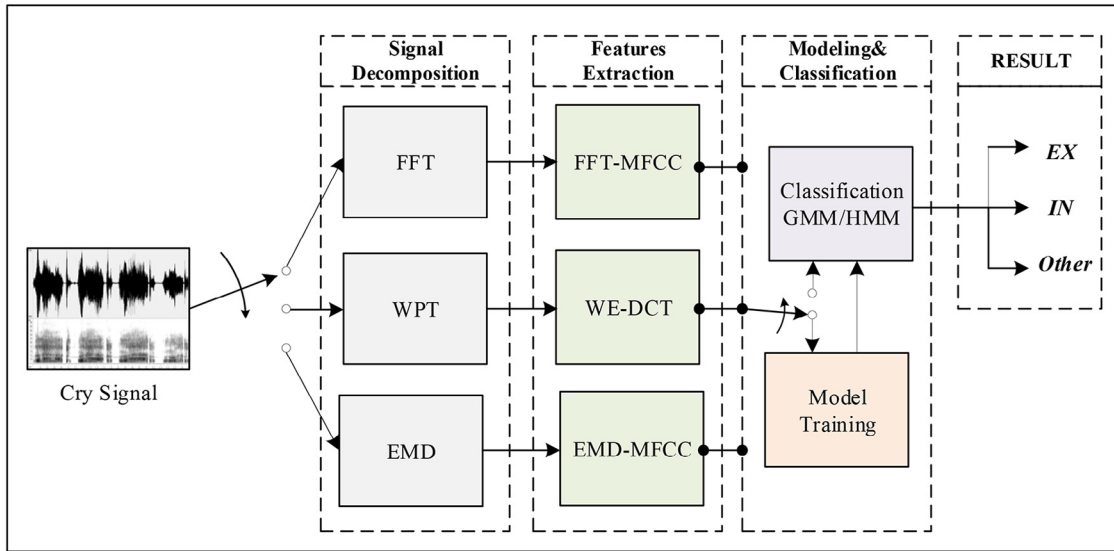 Signal
Decomposition
Features
Extraction
Modeling&
Classification
RESULT
FFT
FFT-MFCC
Classification
GMM/HMM
EX
IN
Other
Cry Signal
WPT
WE-DCT
EMD
EMD-MFCC
Model
Training